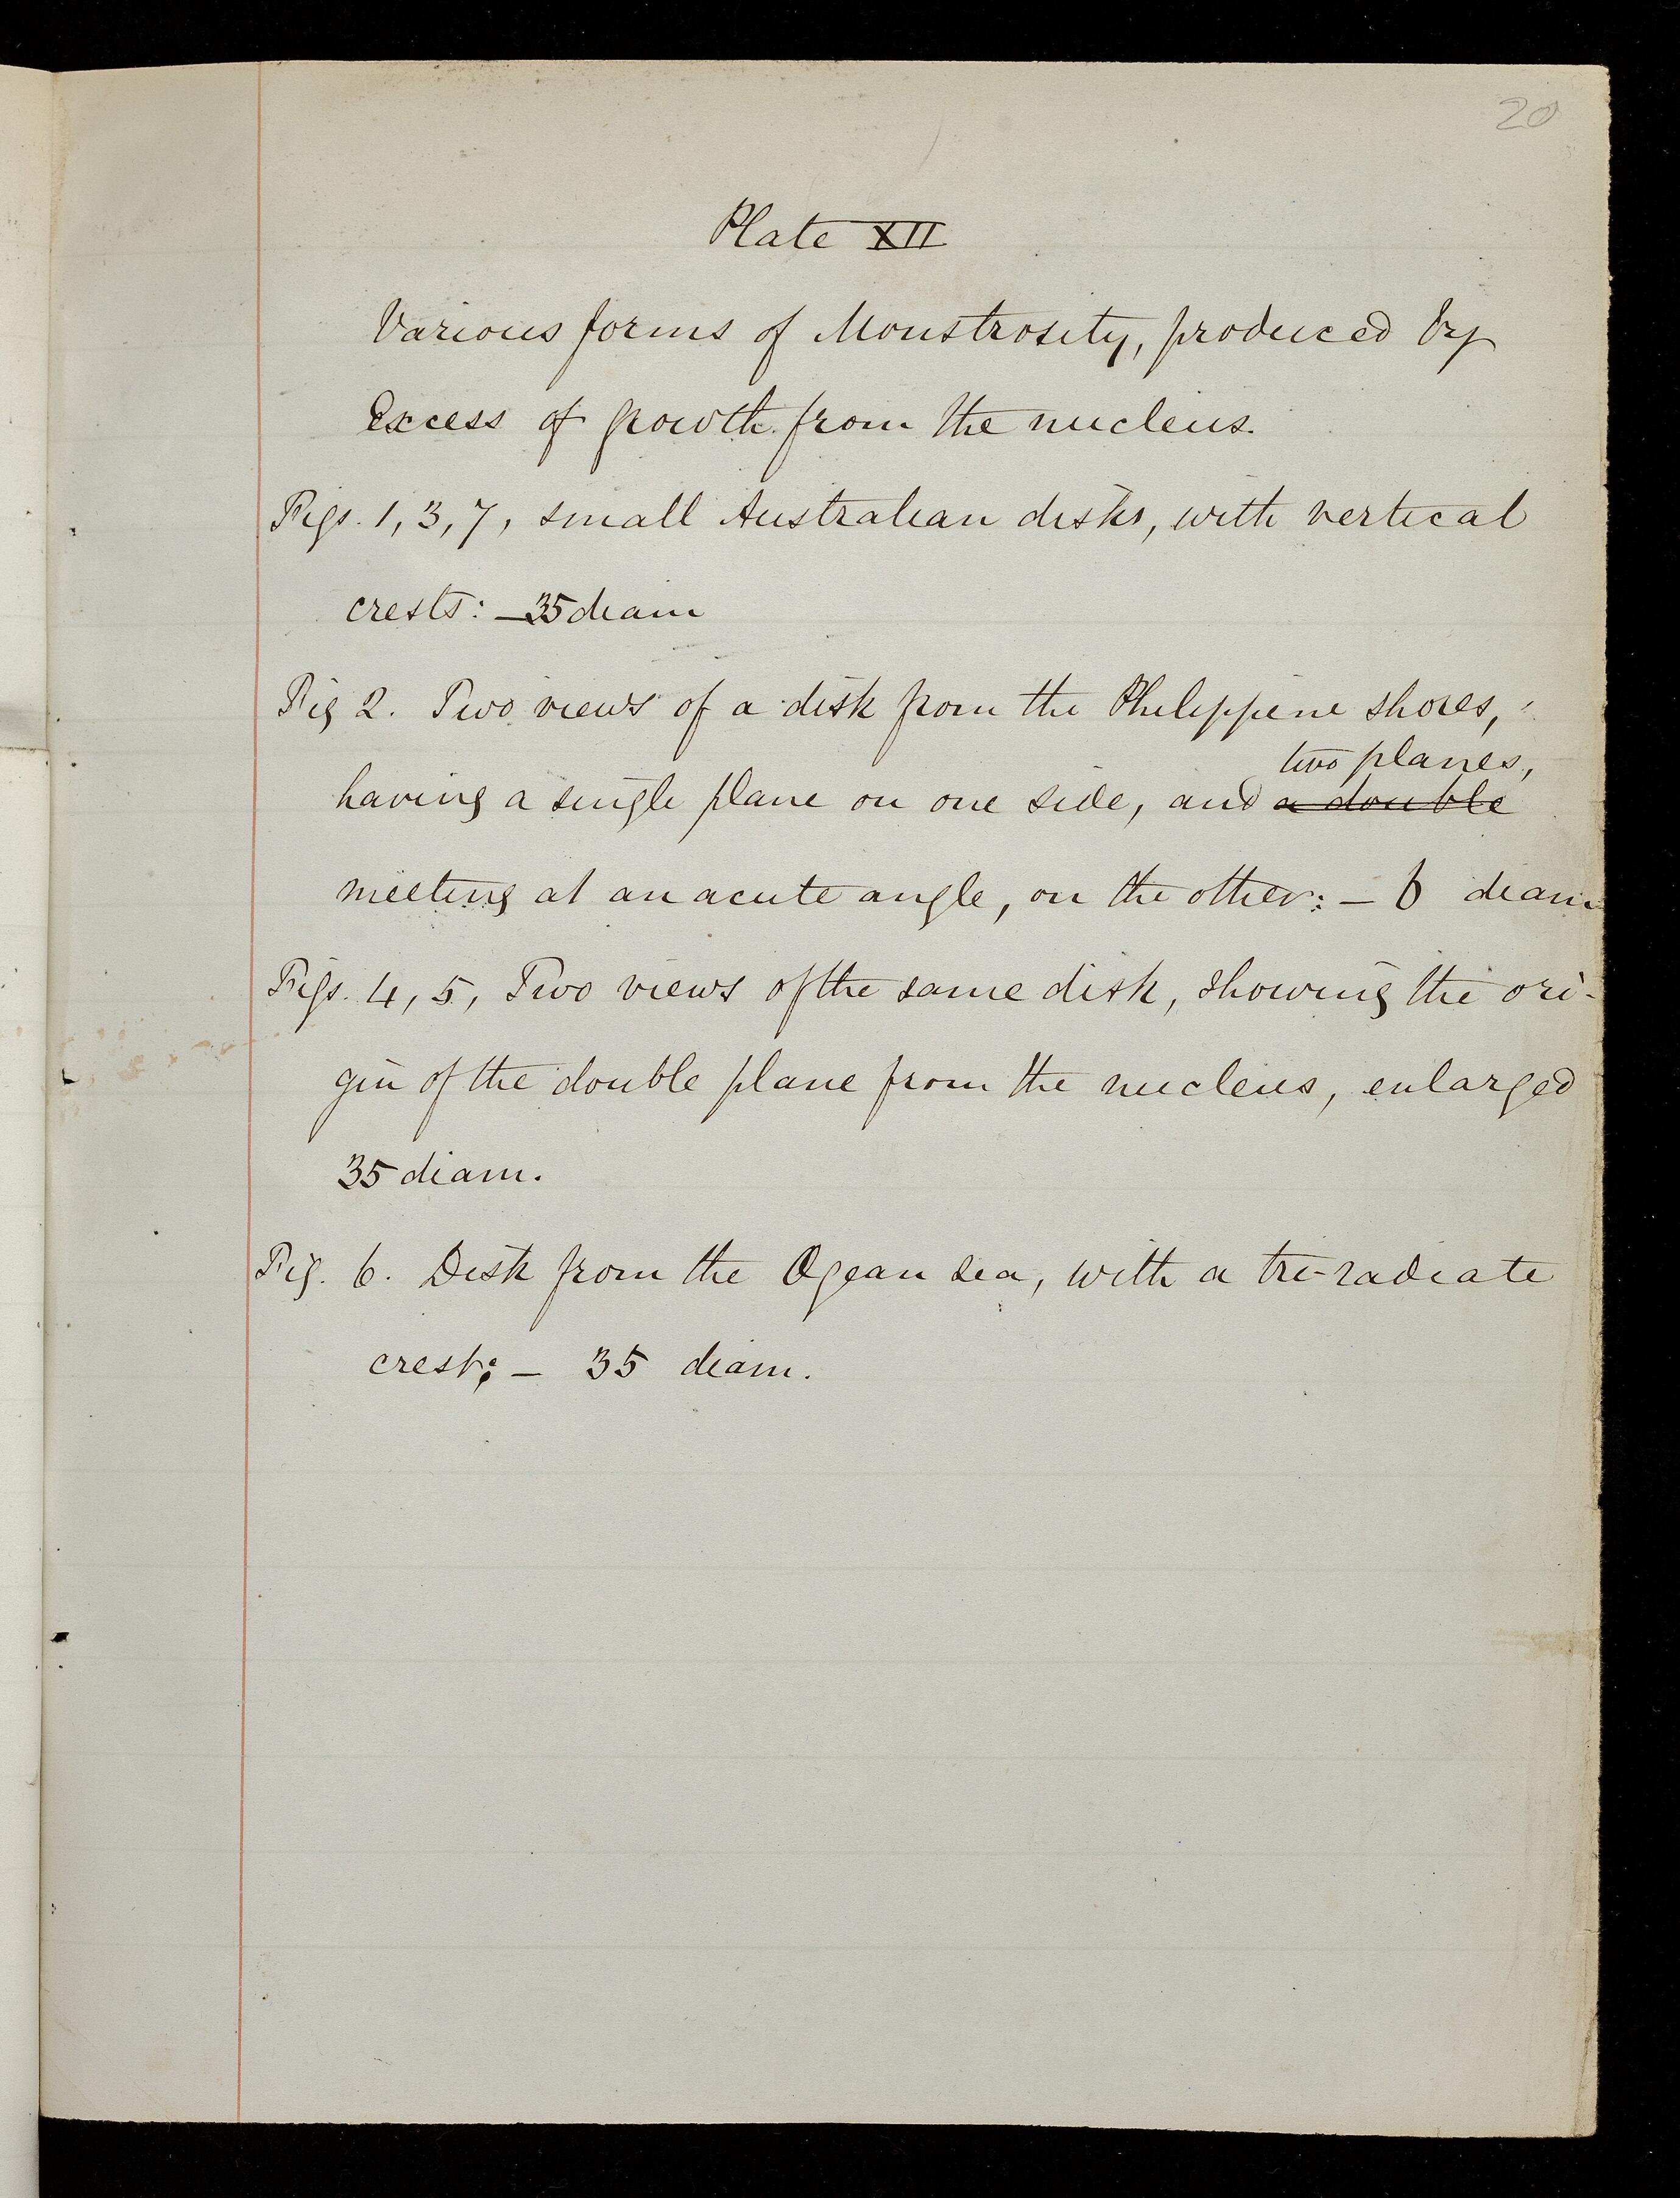 20
Plate XII
Various forms of Monstrosity, produced by
Excess of growth from the nucleus.
Figs. 1, 3, 7, small Australian disks, with vertical
crests: — 35 diam
Fig 2. Two views of a disk from the Philippine shores,
two planes,
having a single plane on one side, and a double
meeting at an acute angle, on the other: — 6 diam
Figs. 4, 5, Two views of the same disk, showing the ori-
gin of the double plane from the nucleus, enlarged
35 diam.
Fig. 6. Disk from the Ægean sea, with a tri-radiate
crest; — 35 diam.